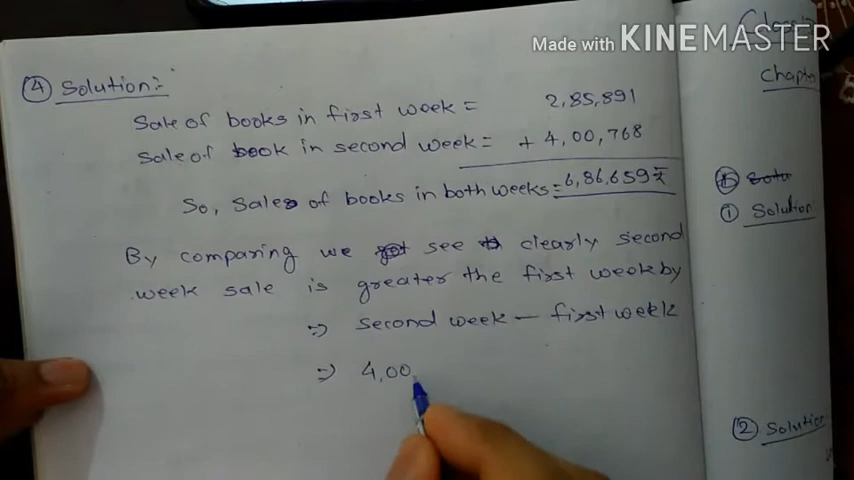 Made with KINEMASTER
④ Solution:-
Sale of books in first week = 2,85,891
Sale of book in second week = + 4,00,768
So, Sales of books in both weeks = 6,86,659 ₹
By comparing we see clearly second
week sale is greater the first week by
=> second week - first week
=> 4,00
Chapte
① Solution
② Solution